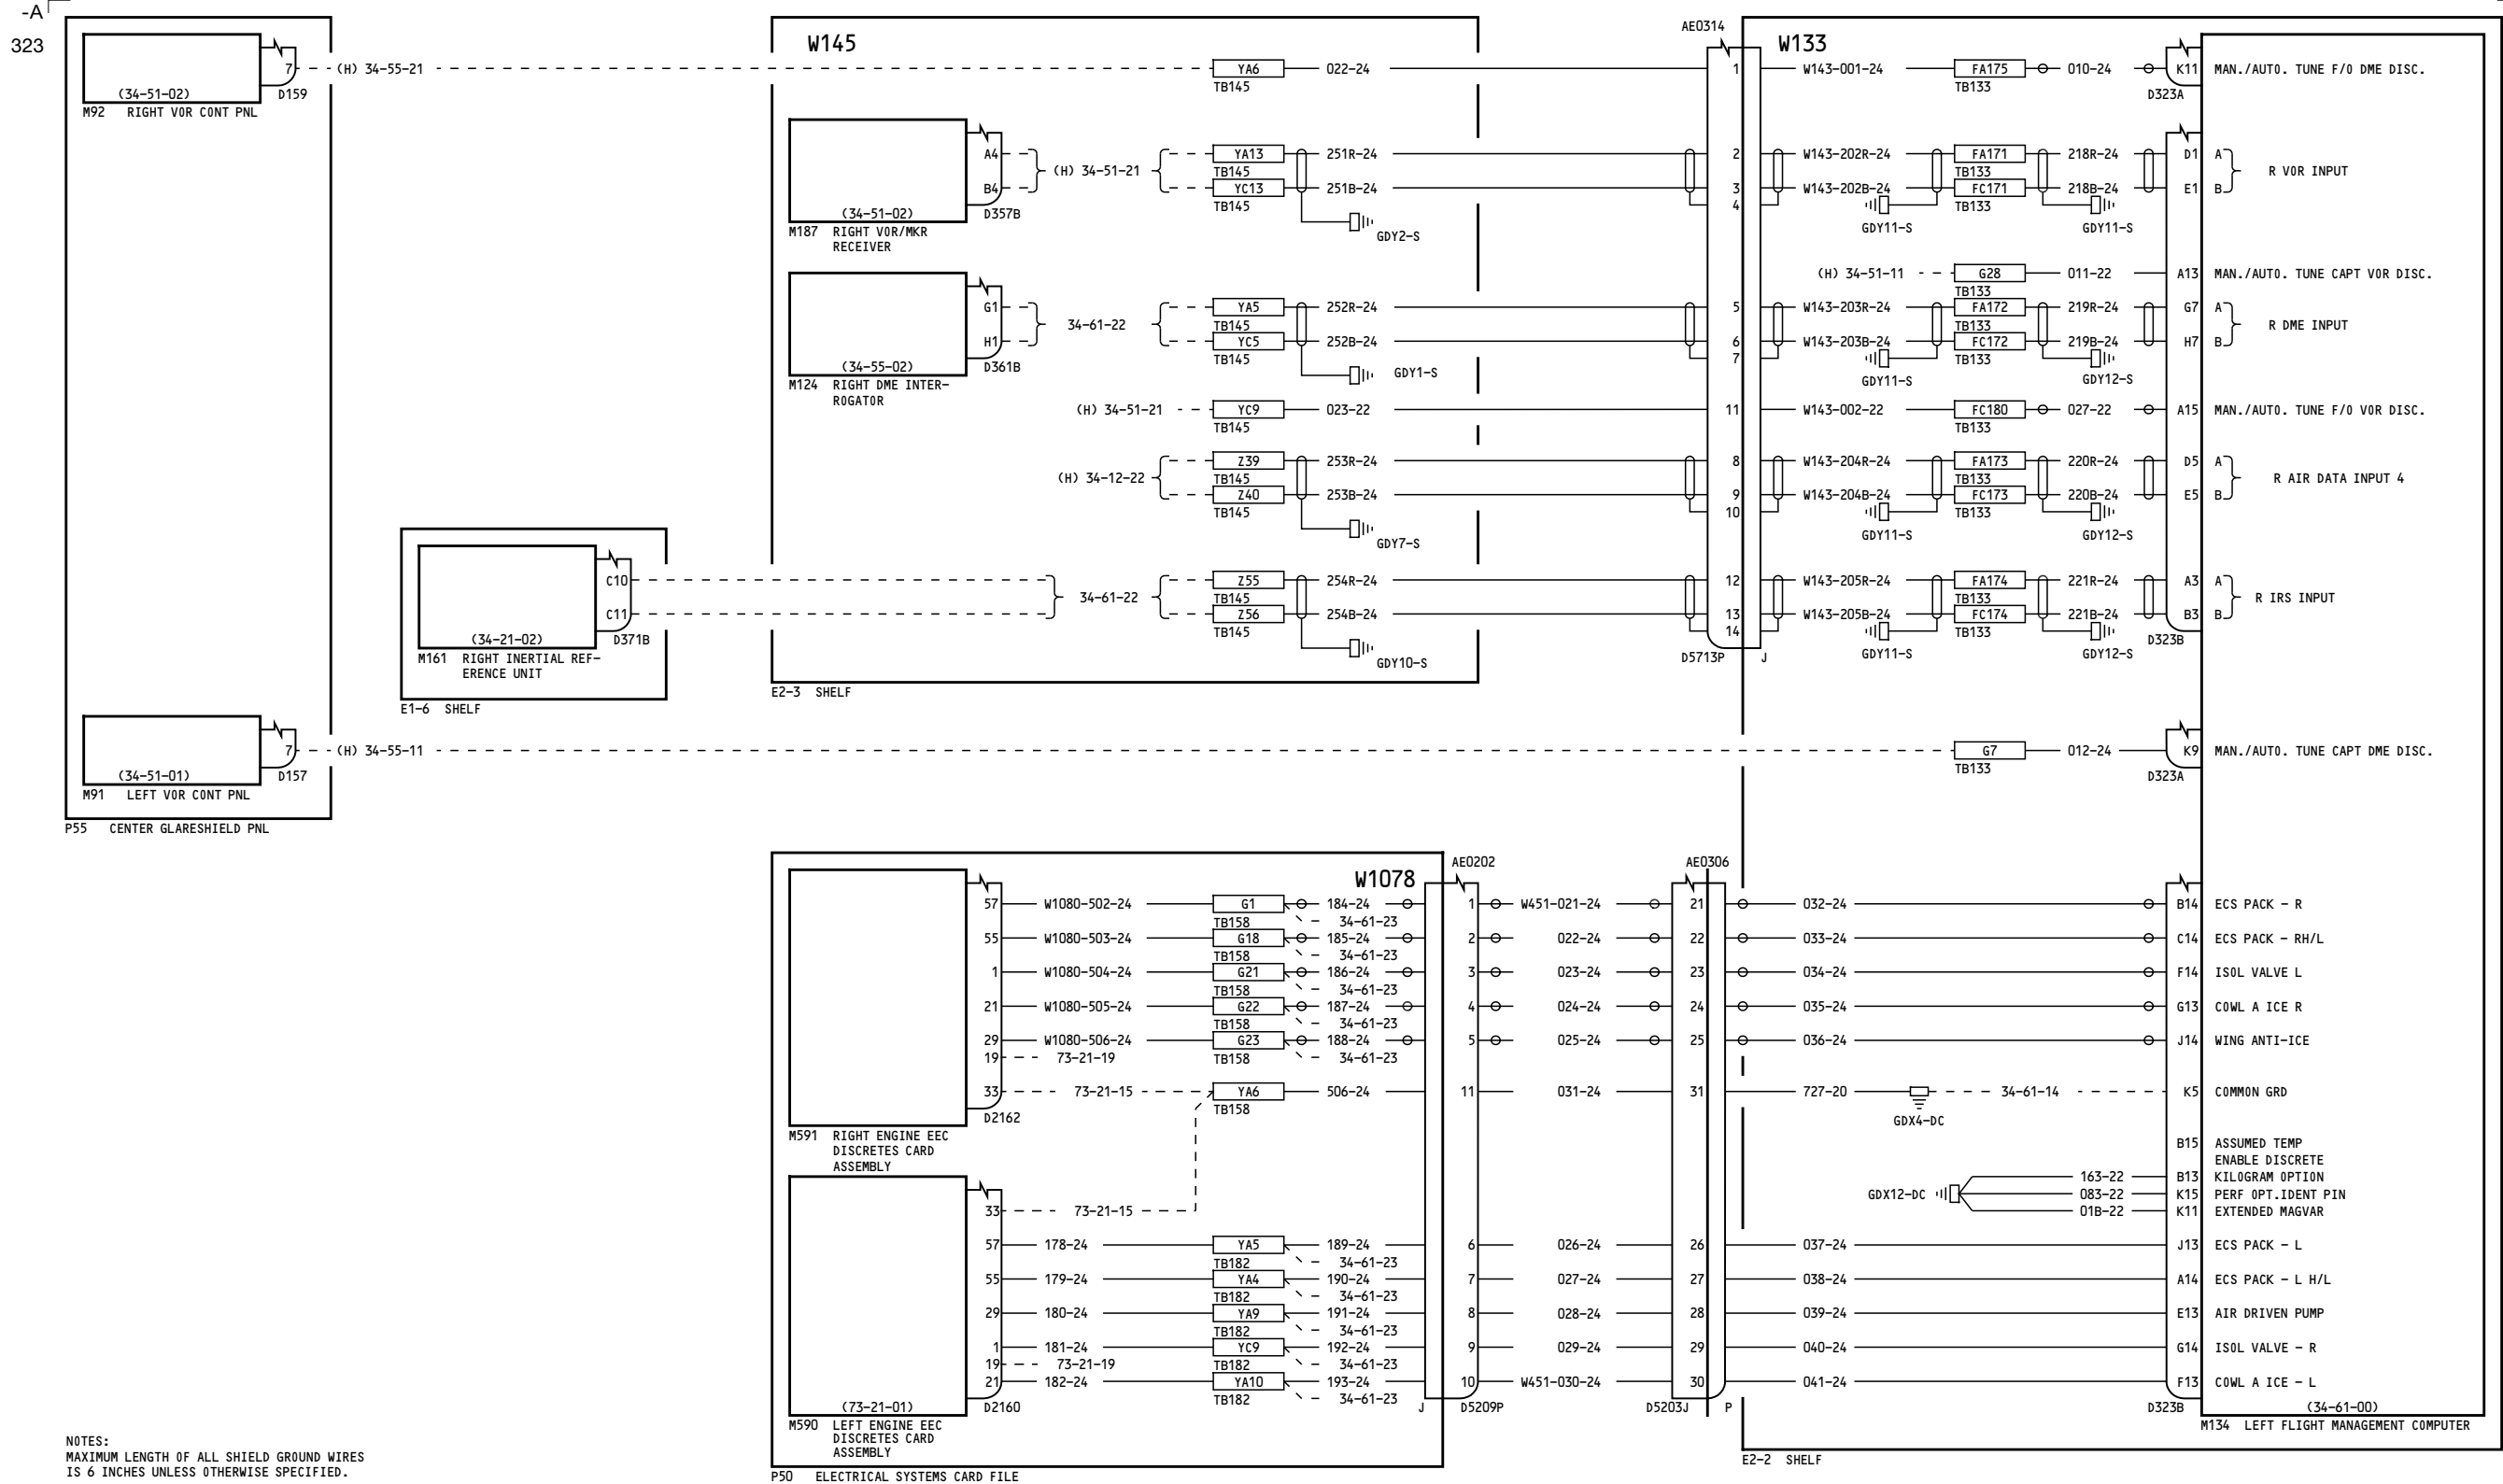 -A
323
W145
AE0314
W133
7 (H) 34-55-21 YA6 022-24 1 W143-001-24 FA175 010-24 K11 MAN./AUTO. TUNE F/O DME DISC.
(34-51-02) D159 TB145 TB133 D323A
M92 RIGHT VOR CONT PNL
A4 YA13 251R-24 2 W143-202R-24 FA171 218R-24 D1 A
(H) 34-51-21 TB145 TB133 R VOR INPUT
B4 YC13 251B-24 3 W143-202B-24 FC171 218B-24 E1 B
(34-51-02) D357B TB145 4 TB133
M187 RIGHT VOR/MKR GDY2-S GDY11-S GDY11-S
RECEIVER
(H) 34-51-11 G28 011-22 A13 MAN./AUTO. TUNE CAPT VOR DISC.
TB133
G1 YA5 252R-24 5 W143-203R-24 FA172 219R-24 G7 A
34-61-22 TB145 TB133 R DME INPUT
H1 YC5 252B-24 6 W143-203B-24 FC172 219B-24 H7 B
(34-55-02) D361B TB145 7 TB133
M124 RIGHT DME INTER- GDY1-S GDY11-S GDY12-S
ROGATOR
(H) 34-51-21 YC9 023-22 11 W143-002-22 FC180 027-22 A15 MAN./AUTO. TUNE F/O VOR DISC.
TB145 TB133
Z39 253R-24 8 W143-204R-24 FA173 220R-24 D5 A
(H) 34-12-22 TB145 TB133 R AIR DATA INPUT 4
Z40 253B-24 9 W143-204B-24 FC173 220B-24 E5 B
TB145 10 TB133
GDY7-S GDY11-S GDY12-S
C10 Z55 254R-24 12 W143-205R-24 FA174 221R-24 A3 A
34-61-22 TB145 TB133 R IRS INPUT
C11 Z56 254B-24 13 W143-205B-24 FC174 221B-24 B3 B
(34-21-02) D371B TB145 14 TB133 D323B
M161 RIGHT INERTIAL REF- GDY10-S D5713P J GDY11-S GDY12-S
ERENCE UNIT
E2-3 SHELF
E1-6 SHELF
7 (H) 34-55-11 G7 012-24 K9 MAN./AUTO. TUNE CAPT DME DISC.
(34-51-01) D157 TB133 D323A
M91 LEFT VOR CONT PNL
P55 CENTER GLARESHIELD PNL
W1078 AE0202 AE0306
57 W1080-502-24 G1 184-24 1 W451-021-24 21 032-24 B14 ECS PACK - R
TB158 34-61-23
55 W1080-503-24 G18 185-24 2 022-24 22 033-24 C14 ECS PACK - RH/L
TB158 34-61-23
1 W1080-504-24 G21 186-24 3 023-24 23 034-24 F14 ISOL VALVE L
TB158 34-61-23
21 W1080-505-24 G22 187-24 4 024-24 24 035-24 G13 COWL A ICE R
TB158 34-61-23
29 W1080-506-24 G23 188-24 5 025-24 25 036-24 J14 WING ANTI-ICE
19 73-21-19 TB158 34-61-23
33 73-21-15 YA6 506-24 11 031-24 31 727-20 34-61-14 K5 COMMON GRD
D2162 TB158 GDX4-DC
M591 RIGHT ENGINE EEC
DISCRETES CARD
ASSEMBLY
B15 ASSUMED TEMP
ENABLE DISCRETE
163-22 B13 KILOGRAM OPTION
GDX12-DC 083-22 K15 PERF OPT.IDENT PIN
33 73-21-15 01B-22 K11 EXTENDED MAGVAR
57 178-24 YA5 189-24 6 026-24 26 037-24 J13 ECS PACK - L
TB182 34-61-23
55 179-24 YA4 190-24 7 027-24 27 038-24 A14 ECS PACK - L H/L
TB182 34-61-23
29 180-24 YA9 191-24 8 028-24 28 039-24 E13 AIR DRIVEN PUMP
TB182 34-61-23
1 181-24 YC9 192-24 9 029-24 29 040-24 G14 ISOL VALVE - R
19 73-21-19 TB182 34-61-23
21 182-24 YA10 193-24 10 W451-030-24 30 041-24 F13 COWL A ICE - L
TB182 34-61-23
(73-21-01) D2160 J D5209P D5203J P D323B (34-61-00)
M590 LEFT ENGINE EEC
DISCRETES CARD
ASSEMBLY
M134 LEFT FLIGHT MANAGEMENT COMPUTER
E2-2 SHELF
P50 ELECTRICAL SYSTEMS CARD FILE
NOTES:
MAXIMUM LENGTH OF ALL SHIELD GROUND WIRES
IS 6 INCHES UNLESS OTHERWISE SPECIFIED.